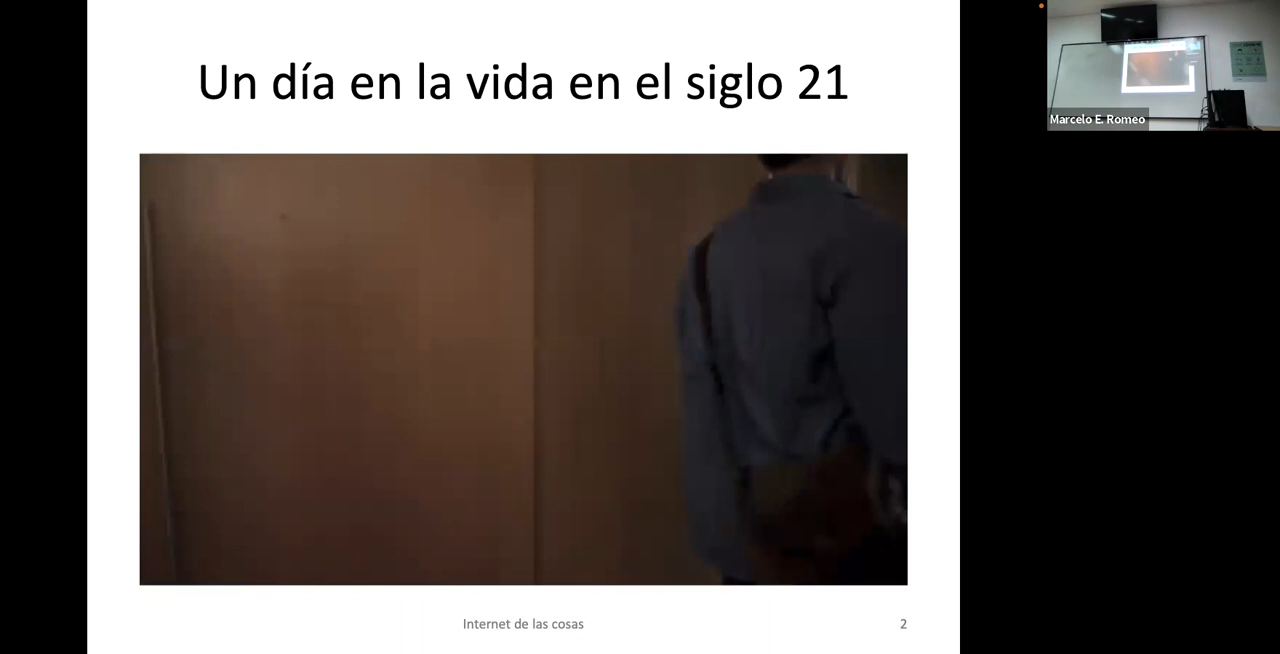 Un día en la vida en el siglo 21
Marcelo E. Romeo
Internet de las cosas
2